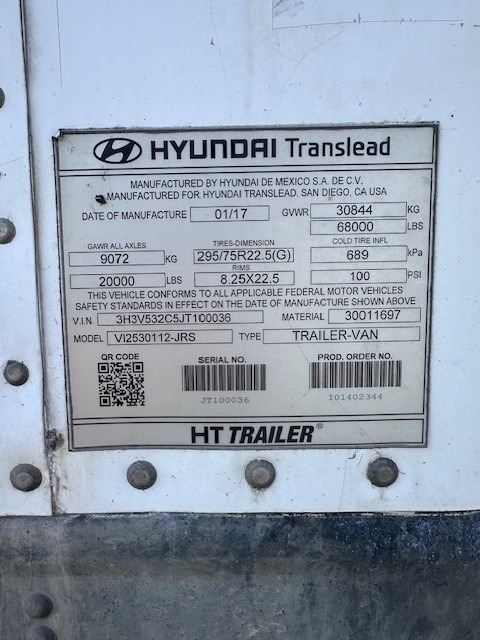 HYUNDAI Translead
MANUFACTURED BY HYUNDAI DE MEXICO S.A. DE C.V.
MANUFACTURED FOR HYUNDAI TRANSLEAD. SAN DIEGO, CA USA
DATE OF MANUFACTURE 01/17 GVWR 30844 KG
68000 LBS
GAWR ALL AXLES TIRES-DIMENSION COLD TIRE INFL
9072 KG 295/75R22.5(G) 689 kPa
RIMS
20000 LBS 8.25X22.5 100 PSI
THIS VEHICLE CONFORMS TO ALL APPLICABLE FEDERAL MOTOR VEHICLES
SAFETY STANDARDS IN EFFECT ON DATE OF MANUFACTURE SHOWN ABOVE
V.I.N. 3H3V532C5JT100036 MATERIAL 30011697
MODEL VI2530112-JRS TYPE TRAILER-VAN
QR CODE SERIAL NO. PROD. ORDER NO.
JT100036 I01402344
HT TRAILER®